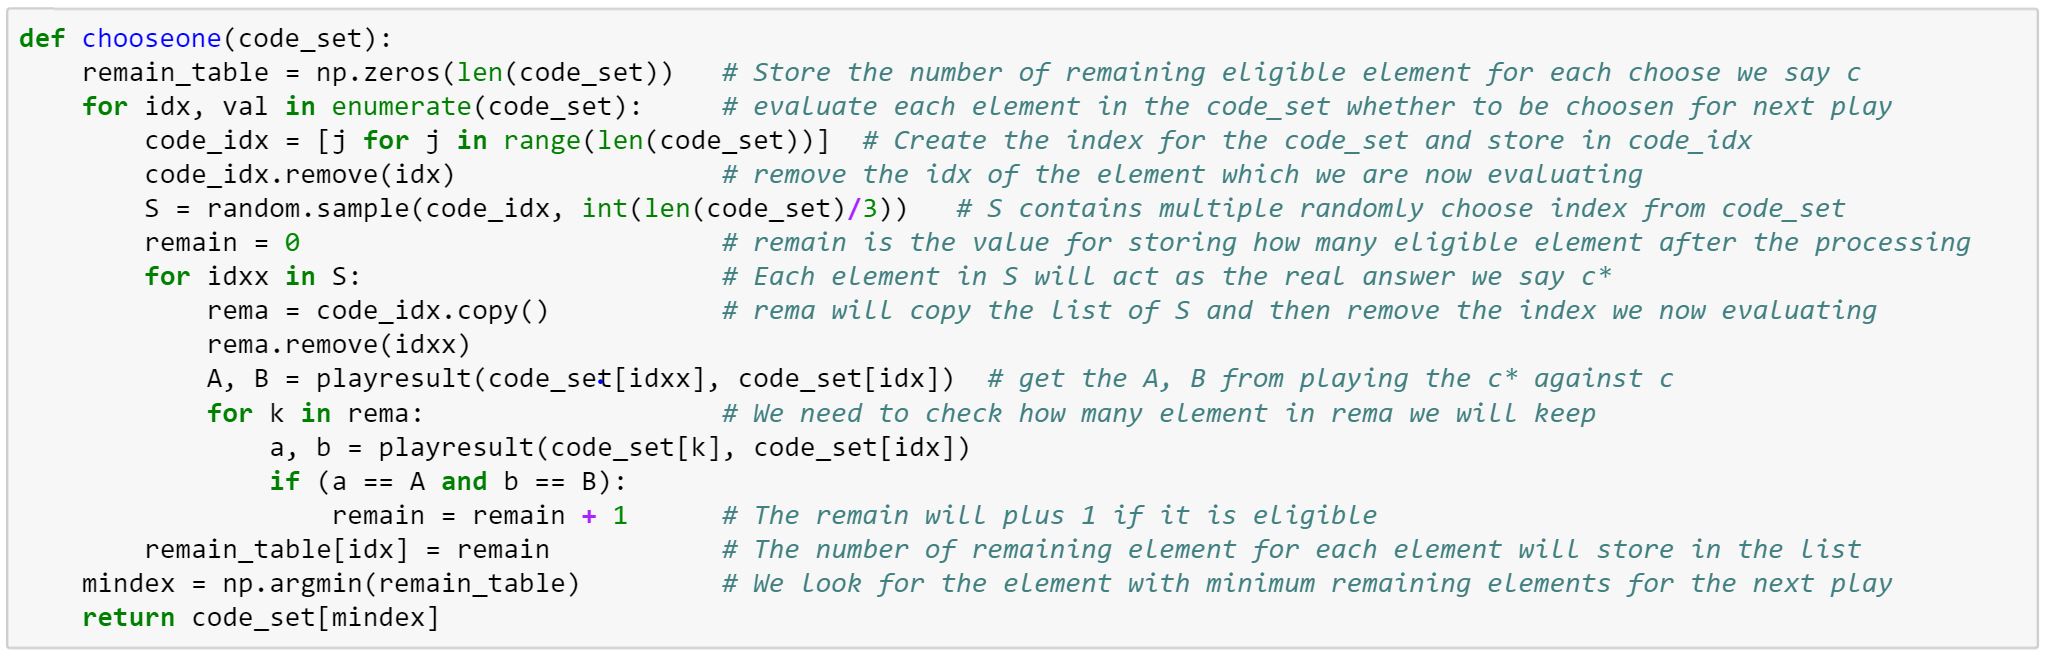 def chooseone(code_set):
    remain_table = np.zeros(len(code_set))   # Store the number of remaining eligible element for each choose we say c
    for idx, val in enumerate(code_set):     # evaluate each element in the code_set whether to be choosen for next play
        code_idx = [j for j in range(len(code_set))]  # Create the index for the code_set and store in code_idx
        code_idx.remove(idx)                 # remove the idx of the element which we are now evaluating
        S = random.sample(code_idx, int(len(code_set)/3))   # S contains multiple randomly choose index from code_set
        remain = 0                           # remain is the value for storing how many eligible element after the processing
        for idxx in S:                       # Each element in S will act as the real answer we say c*
            rema = code_idx.copy()           # rema will copy the list of S and then remove the index we now evaluating
            rema.remove(idxx)
            A, B = playresult(code_set[idxx], code_set[idx])  # get the A, B from playing the c* against c
            for k in rema:                   # We need to check how many element in rema we will keep
                a, b = playresult(code_set[k], code_set[idx])
                if (a == A and b == B):
                    remain = remain + 1      # The remain will plus 1 if it is eligible
        remain_table[idx] = remain           # The number of remaining element for each element will store in the list
    mindex = np.argmin(remain_table)         # We look for the element with minimum remaining elements for the next play
    return code_set[mindex]